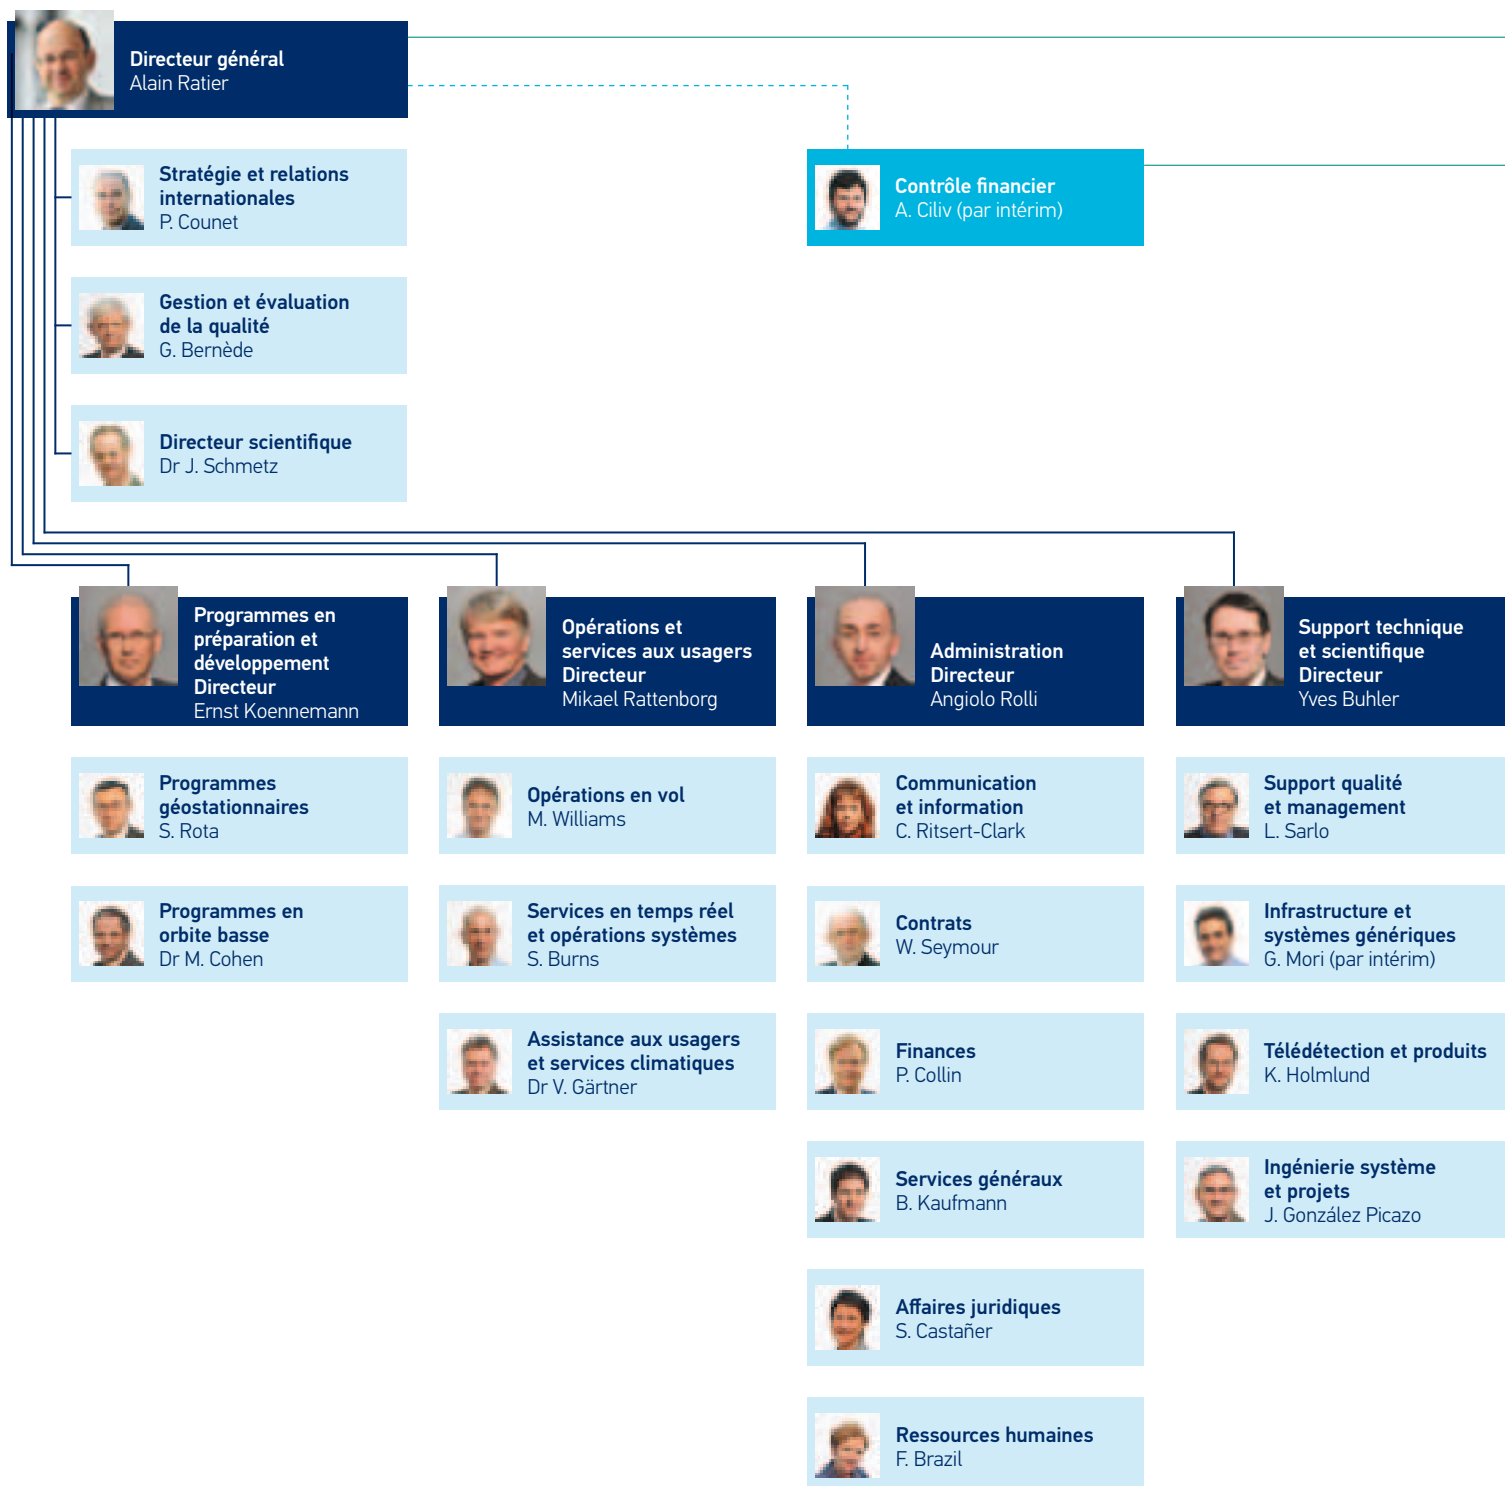 Directeur général
Alain Ratier
Stratégie et relations
internationales
P. Counet
Contrôle financier
A. Ciliv (par intérim)
Gestion et évaluation
de la qualité
G. Bernède
Directeur scientifique
Dr J. Schmetz
Programmes en
préparation et
développement
Directeur
Ernst Koennemann
Programmes
géostationnaires
S. Rota
Programmes en
orbite basse
Dr M. Cohen
Opérations et
services aux usagers
Directeur
Mikael Rattenborg
Opérations en vol
M. Williams
Services en temps réel
et opérations systèmes
S. Burns
Assistance aux usagers
et services climatiques
Dr V. Gärtner
Administration
Directeur
Angiolo Rolli
Communication
et information
C. Ritsert-Clark
Contrats
W. Seymour
Finances
P. Collin
Services généraux
B. Kaufmann
Affaires juridiques
S. Castañer
Ressources humaines
F. Brazil
Support technique
et scientifique
Directeur
Yves Buhler
Support qualité
et management
L. Sarlo
Infrastructure et
systèmes génériques
G. Mori (par intérim)
Télédétection et produits
K. Holmlund
Ingénierie système
et projets
J. González Picazo